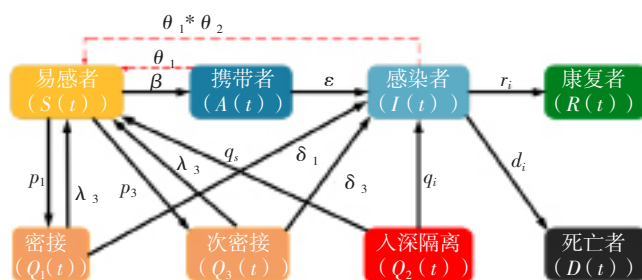 θ₁*θ₂
θ₁
易感者
(S(t))
β
携带者
(A(t))
ε
感染者
(I(t))
rᵢ
康复者
(R(t))
p₁
λ₃
p₃
λ₃
qₛ
δ₁
δ₃
qᵢ
dᵢ
密接
(Q₁(t))
次密接
(Q₃(t))
入深隔离
(Q₂(t))
死亡者
(D(t))